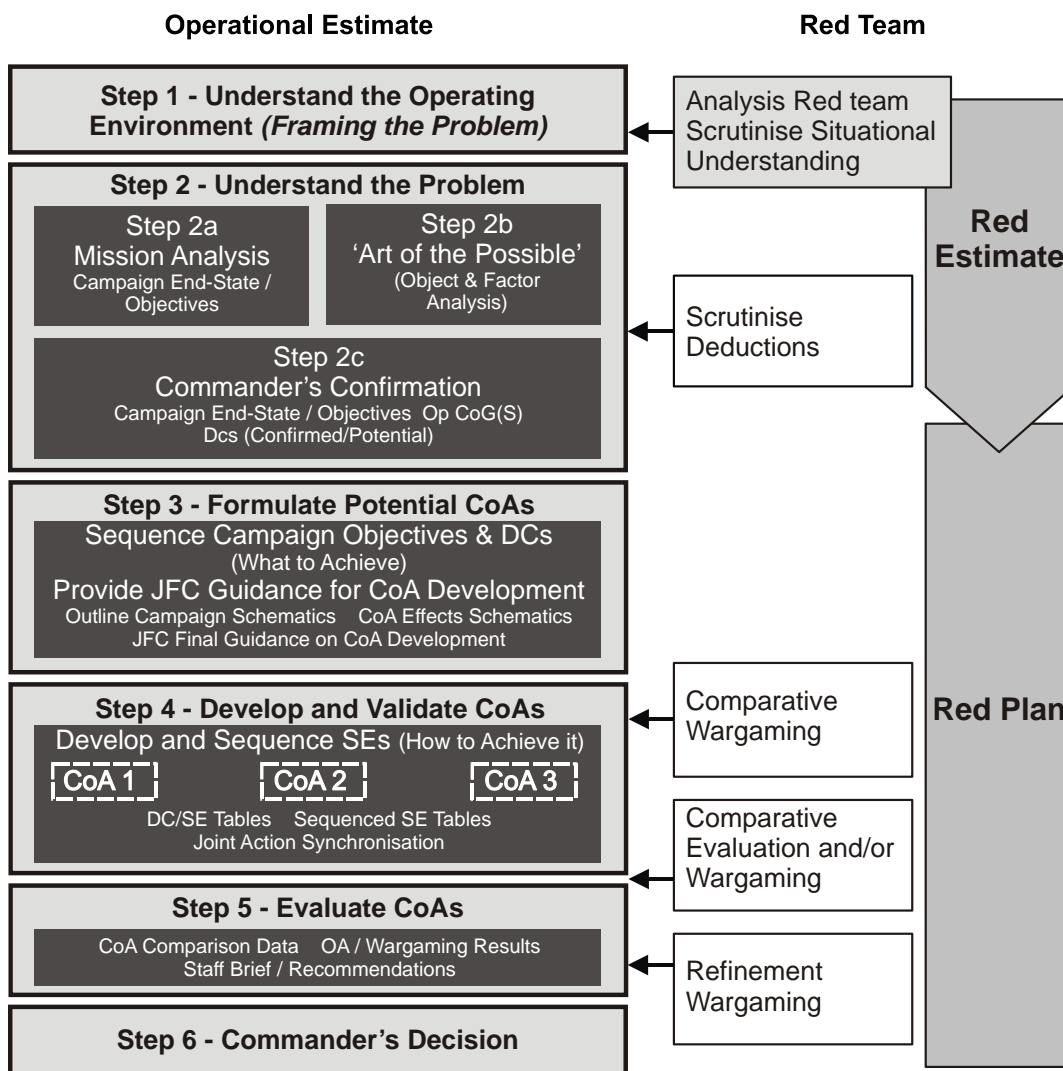 Operational Estimate
Red Team
Step 1 - Understand the Operating
Environment (Framing the Problem)
Analysis Red team
Scrutinise Situational
Understanding
Step 2 - Understand the Problem
Step 2a
Mission Analysis
Campaign End-State /
Objectives
Step 2b
‘Art of the Possible’
(Object & Factor
Analysis)
Red
Estimate
Scrutinise
Deductions
Step 2c
Commander’s Confirmation
Campaign End-State / Objectives Op CoG(S)
Dcs (Confirmed/Potential)
Step 3 - Formulate Potential CoAs
Sequence Campaign Objectives & DCs
(What to Achieve)
Provide JFC Guidance for CoA Development
Outline Campaign Schematics CoA Effects Schematics
JFC Final Guidance on CoA Development
Step 4 - Develop and Validate CoAs
Develop and Sequence SEs (How to Achieve it)
CoA 1 CoA 2 CoA 3
DC/SE Tables Sequenced SE Tables
Joint Action Synchronisation
Comparative
Wargaming
Red Plan
Comparative
Evaluation and/or
Wargaming
Step 5 - Evaluate CoAs
CoA Comparison Data OA / Wargaming Results
Staff Brief / Recommendations
Refinement
Wargaming
Step 6 - Commander’s Decision